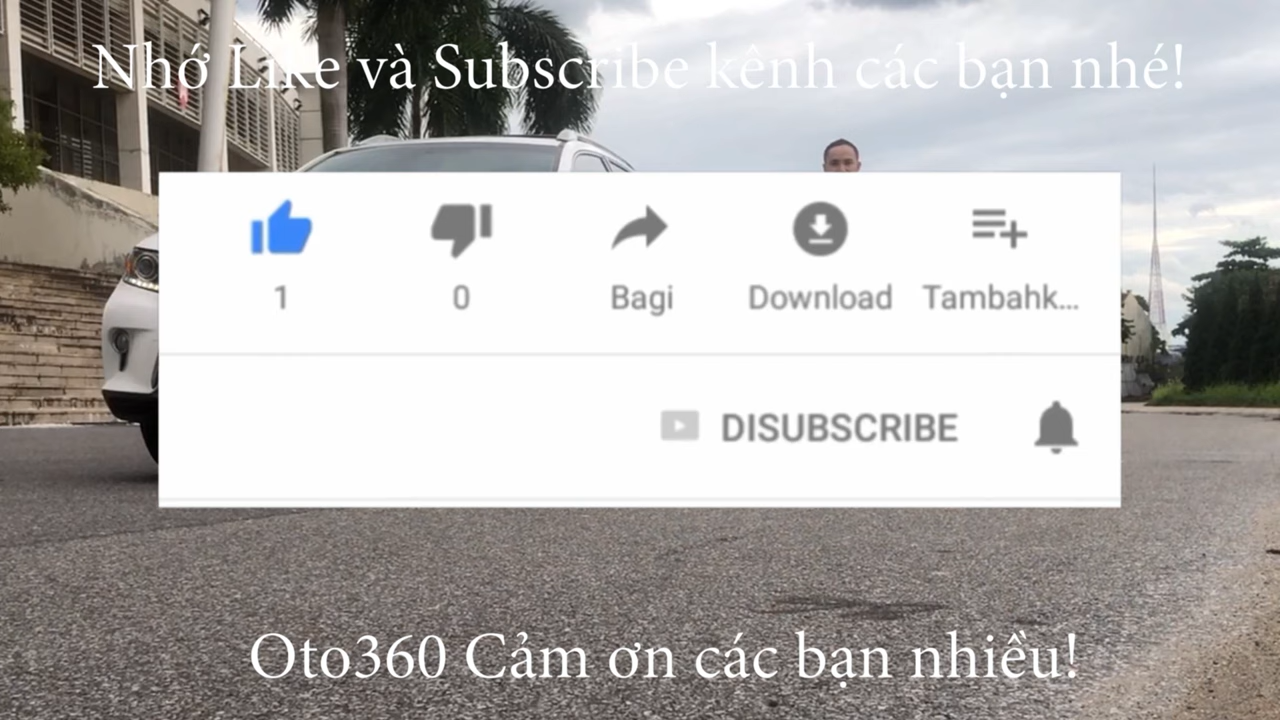 Nhớ Like và Subscribe kênh các bạn nhé!
1 0 Bagi Download Tambahk...
DISUBSCRIBE
Oto360 Cảm ơn các bạn nhiều!